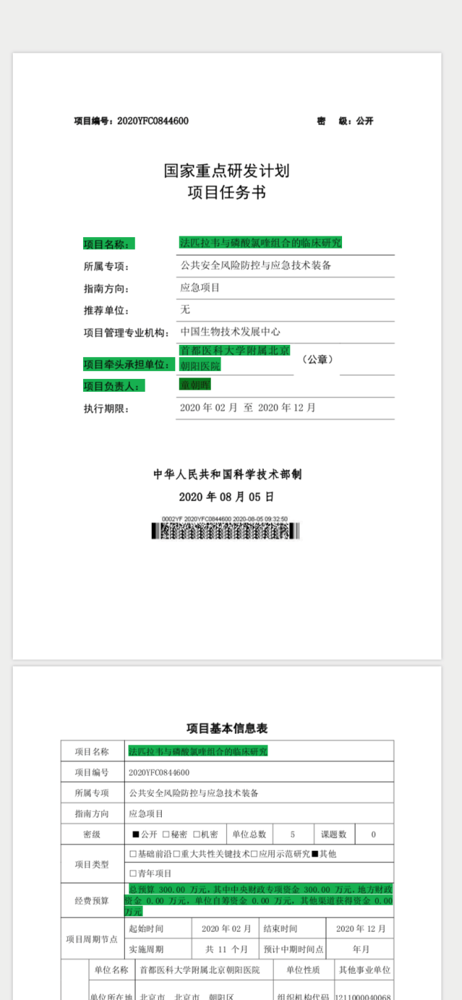 项目编号：2020YFC0844600 密 级：公开
国家重点研发计划
项目任务书
项目名称： 法匹拉韦与磷酸氯喹组合的临床研究
所属专项： 公共安全风险防控与应急技术装备
指南方向： 应急项目
推荐单位： 无
项目管理专业机构： 中国生物技术发展中心
首都医科大学附属北京
项目牵头承担单位： 朝阳医院 （公章）
项目负责人： 童朝晖
执行期限： 2020 年 02 月 至 2020 年 12 月
中华人民共和国科学技术部制
2020 年 08 月 05 日
0002YF 2020YFC0844600 2020-08-05 09:32:50
项目基本信息表
项目名称 法匹拉韦与磷酸氯喹组合的临床研究
项目编号 2020YFC0844600
所属专项 公共安全风险防控与应急技术装备
指南方向 应急项目
密级 ■公开 □秘密 □机密 单位总数 5 课题数 0
项目类型 □基础前沿□重大共性关键技术□应用示范研究■其他
□青年项目
经费预算 总预算 300.00 万元，其中中央财政专项资金 300.00 万元，地方财政
资金 0.00 万元，单位自筹资金 0.00 万元，其他渠道获得资金 0.00
万元
项目周期节点 起始时间 2020 年 02 月 结束时间 2020 年 12 月
实施周期 共 11 个月 预计中期时间点 年月
单位名称 首都医科大学附属北京朝阳医院 单位性质 其他事业单位
单位所在地 北京市 北京市 朝阳区 组织机构代码 1211000040068